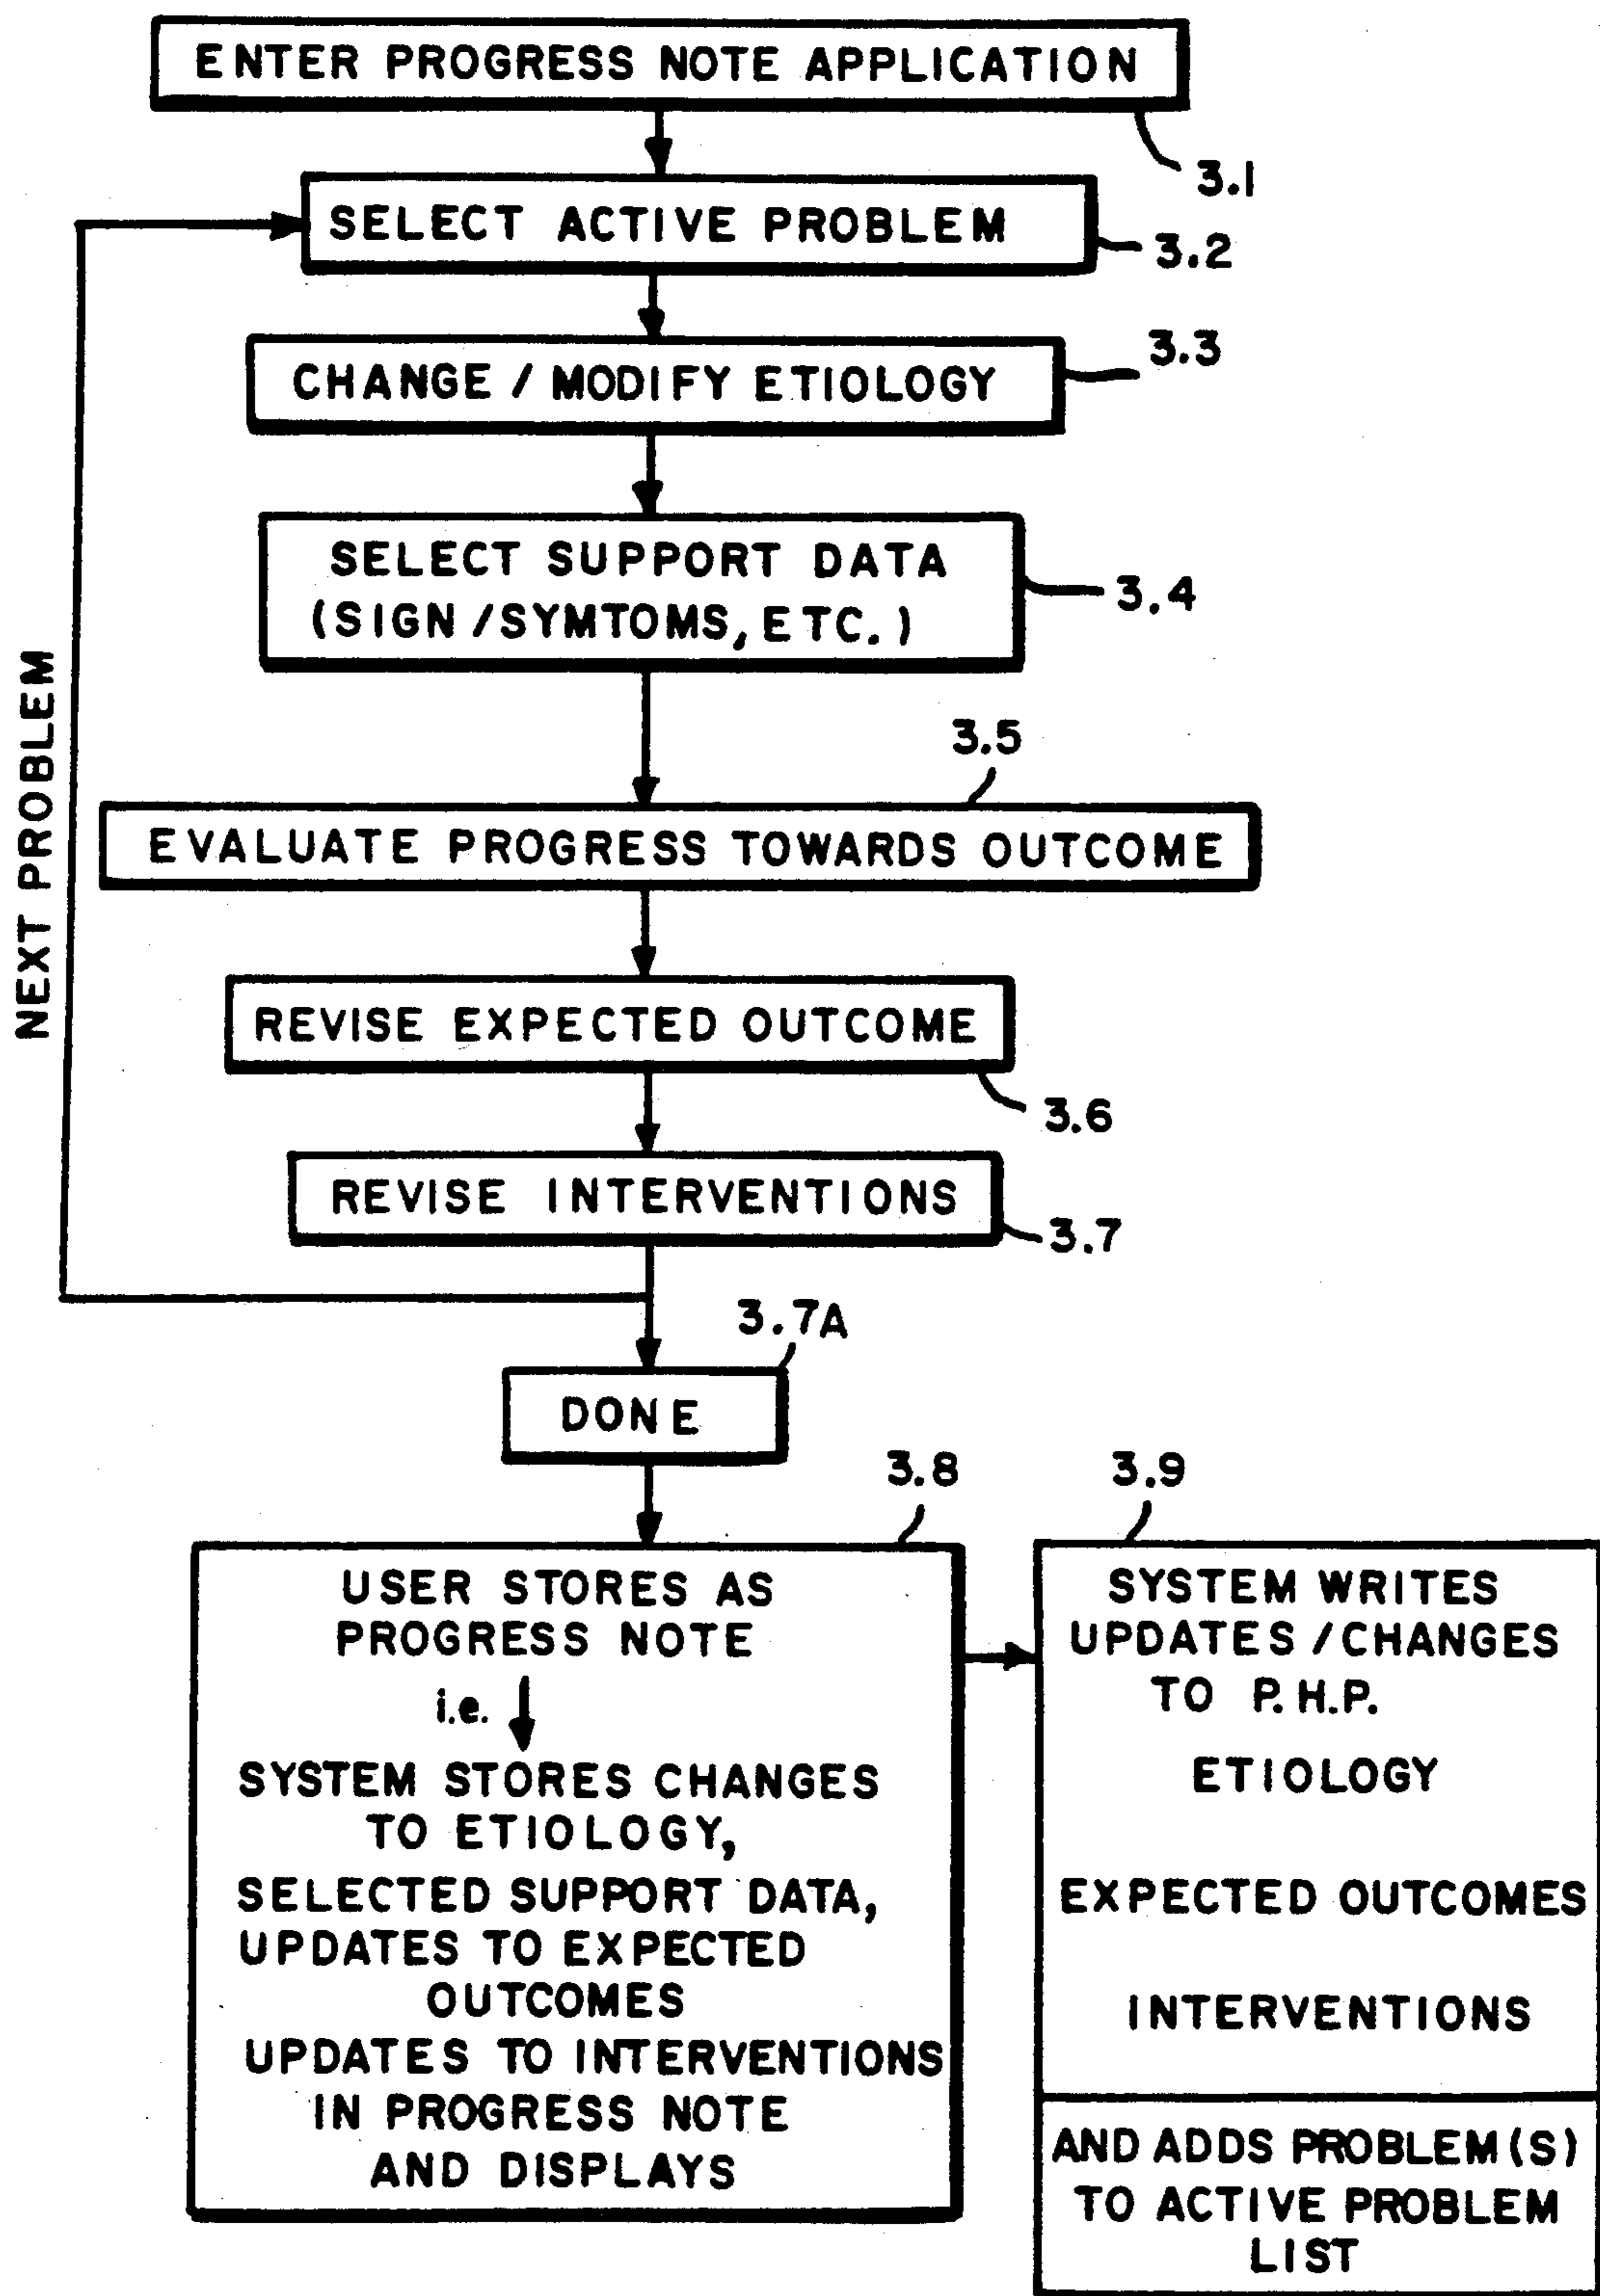 ENTER PROGRESS NOTE APPLICATION
3.1
SELECT ACTIVE PROBLEM
3.2
CHANGE / MODIFY ETIOLOGY
3.3
SELECT SUPPORT DATA
(SIGN /SYMTOMS, ETC.)
3.4
NEXT PROBLEM
3.5
EVALUATE PROGRESS TOWARDS OUTCOME
REVISE EXPECTED OUTCOME
3.6
REVISE INTERVENTIONS
3.7
3.7A
DONE
3.8
USER STORES AS
PROGRESS NOTE
i.e.
SYSTEM STORES CHANGES
TO ETIOLOGY,
SELECTED SUPPORT DATA,
UPDATES TO EXPECTED
OUTCOMES
UPDATES TO INTERVENTIONS
IN PROGRESS NOTE
AND DISPLAYS
3.9
SYSTEM WRITES
UPDATES /CHANGES
TO P.H.P.
ETIOLOGY
EXPECTED OUTCOMES
INTERVENTIONS
AND ADDS PROBLEM(S)
TO ACTIVE PROBLEM
LIST